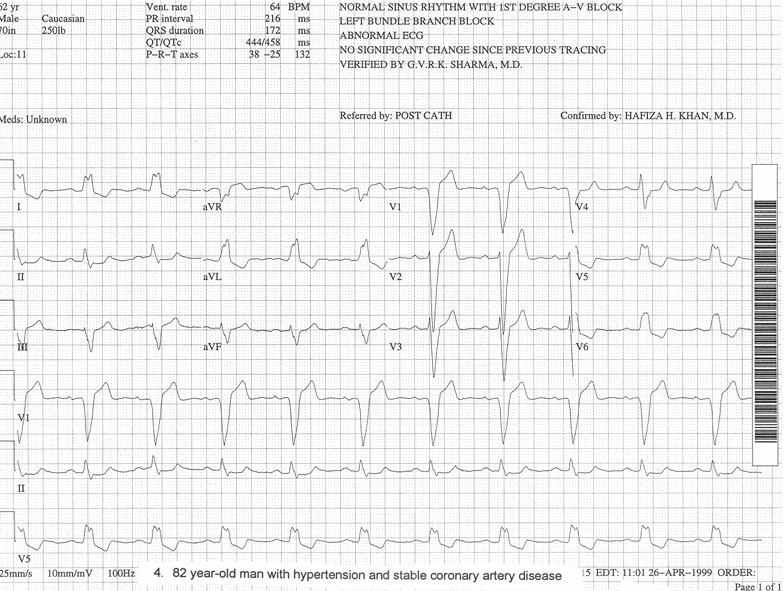 62 yr
Male Caucasian
70in 250lb
Loc:11
Vent. rate 64 BPM
PR interval 216 ms
QRS duration 172 ms
QT/QTc 444/458 ms
P-R-T axes 38 -25 132
NORMAL SINUS RHYTHM WITH 1ST DEGREE A-V BLOCK
LEFT BUNDLE BRANCH BLOCK
ABNORMAL ECG
NO SIGNIFICANT CHANGE SINCE PREVIOUS TRACING
VERIFIED BY G.V.R.K. SHARMA, M.D.
Meds: Unknown
Referred by: POST CATH
Confirmed by: HAFIZA H. KHAN, M.D.
I aVR V1 V4
II aVL V2 V5
III aVF V3 V6
V1
II
V5
25mm/s 10mm/mV 100Hz
4. 82 year-old man with hypertension and stable coronary artery disease
5 EDT: 11:01 26-APR-1999 ORDER:
Page 1 of 1